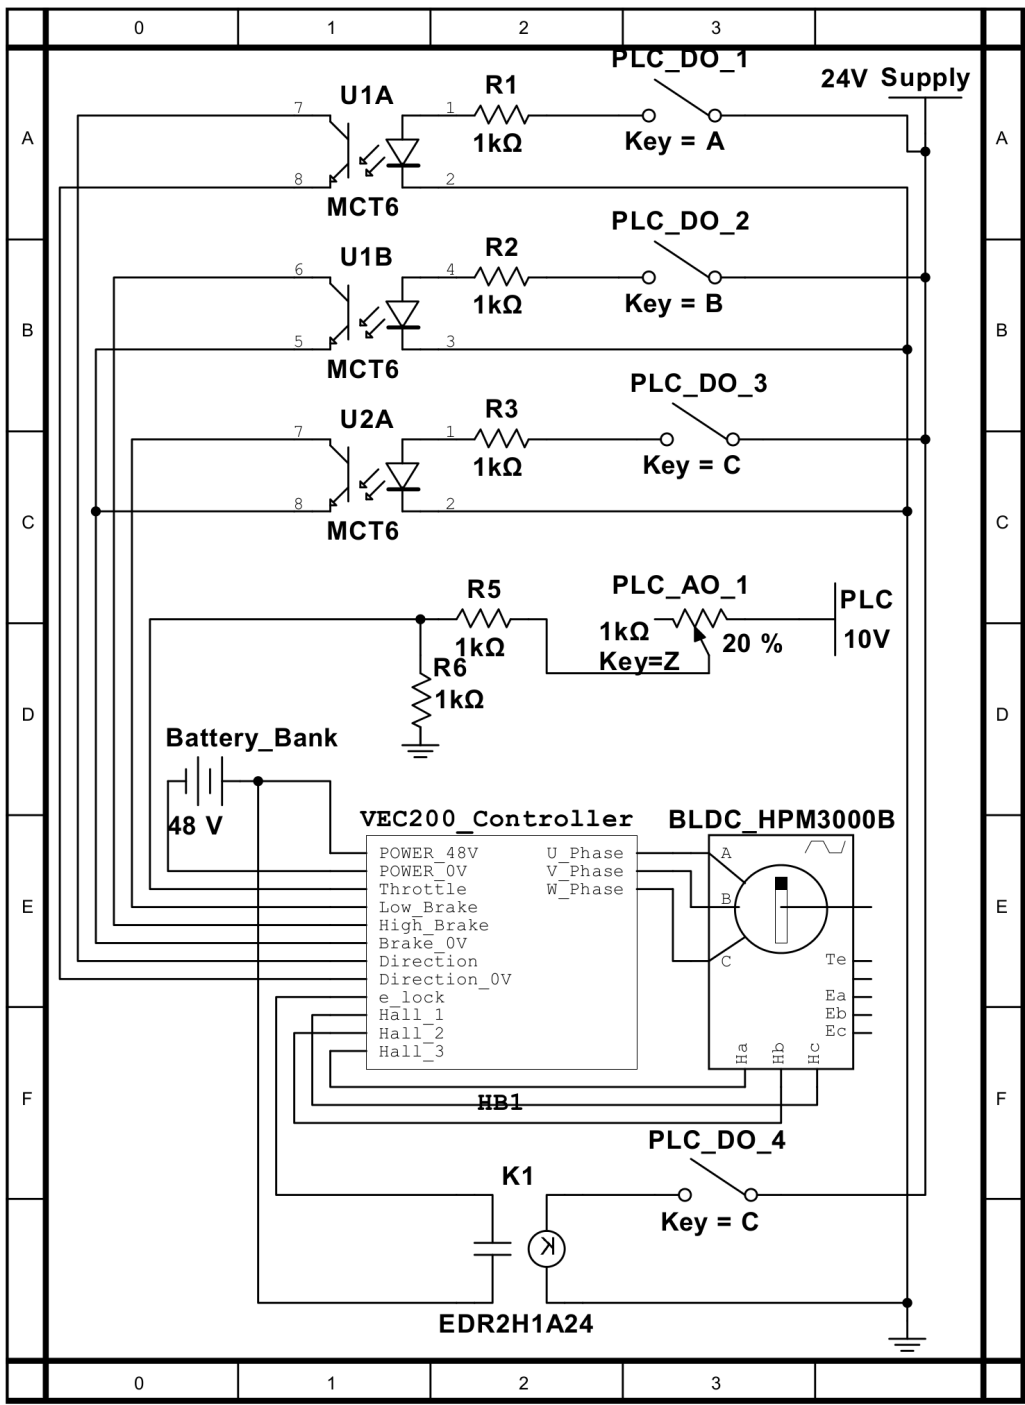 0 1 2 3
PLC_DO_1
24V Supply
U1A R1
7 1
A 1kΩ Key = A A
8 2
MCT6
PLC_DO_2
U1B R2
6 4
1kΩ Key = B
B B
5 3
MCT6
PLC_DO_3
U2A R3
7 1
1kΩ Key = C
8 2
C C
MCT6
R5 PLC_AO_1
PLC
1kΩ 20 % 10V
1kΩ Key=Z
R6
1kΩ
D D
Battery_Bank
48 V VEC200_Controller BLDC_HPM3000B
POWER_48V U_Phase A
POWER_0V V_Phase
Throttle W_Phase B
E Low_Brake E
High_Brake
Brake_0V
Direction C Te
Direction_0V
e_lock Ea
Hall_1 Eb
Hall_2 Ec
Hall_3 Ha Hb Hc
F HB1 F
PLC_DO_4
K1
Key = C
K
EDR2H1A24
0 1 2 3